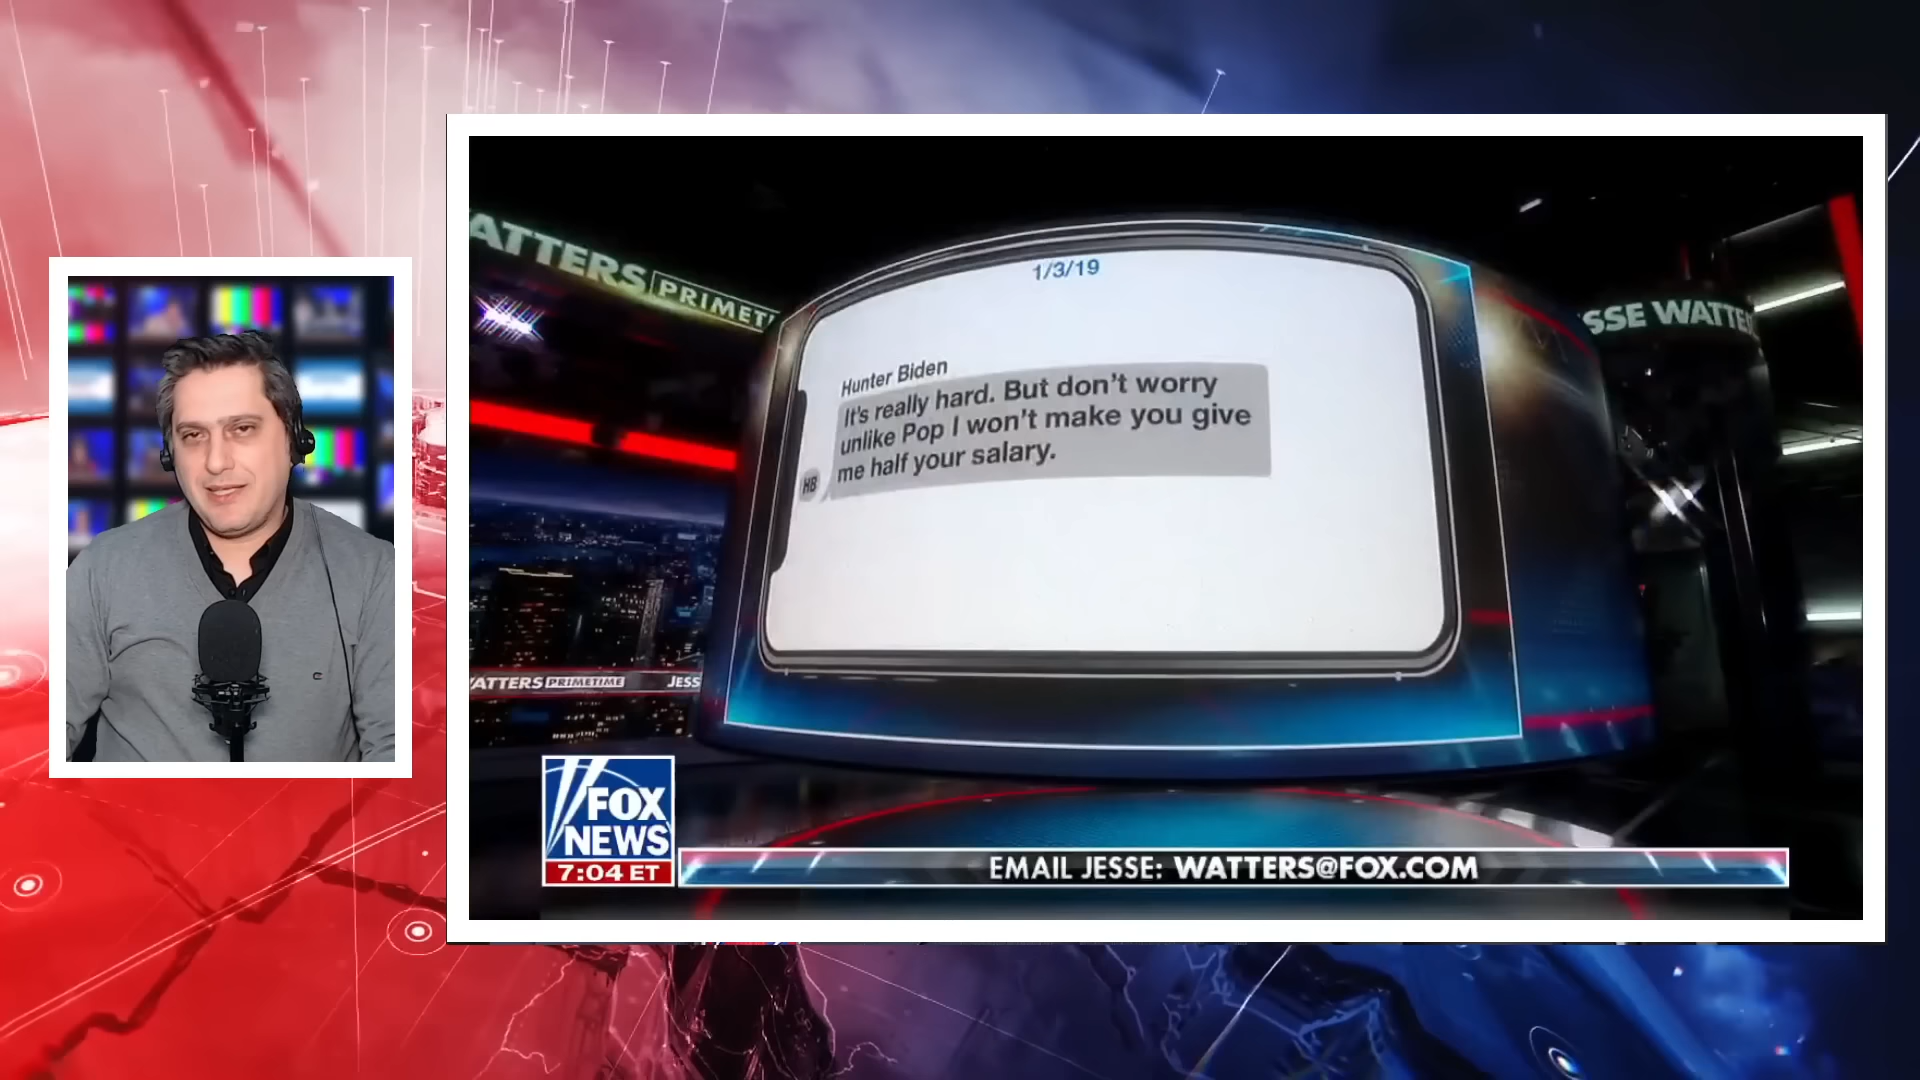 ATTERS PRIMETI
SSE WATTE
1/3/19
Hunter Biden
It's really hard. But don't worry
unlike Pop I won't make you give
me half your salary.
HB
ATTERS PRIMETIME JESS
FOX
NEWS
7:04 ET
EMAIL JESSE: WATTERS@FOX.COM